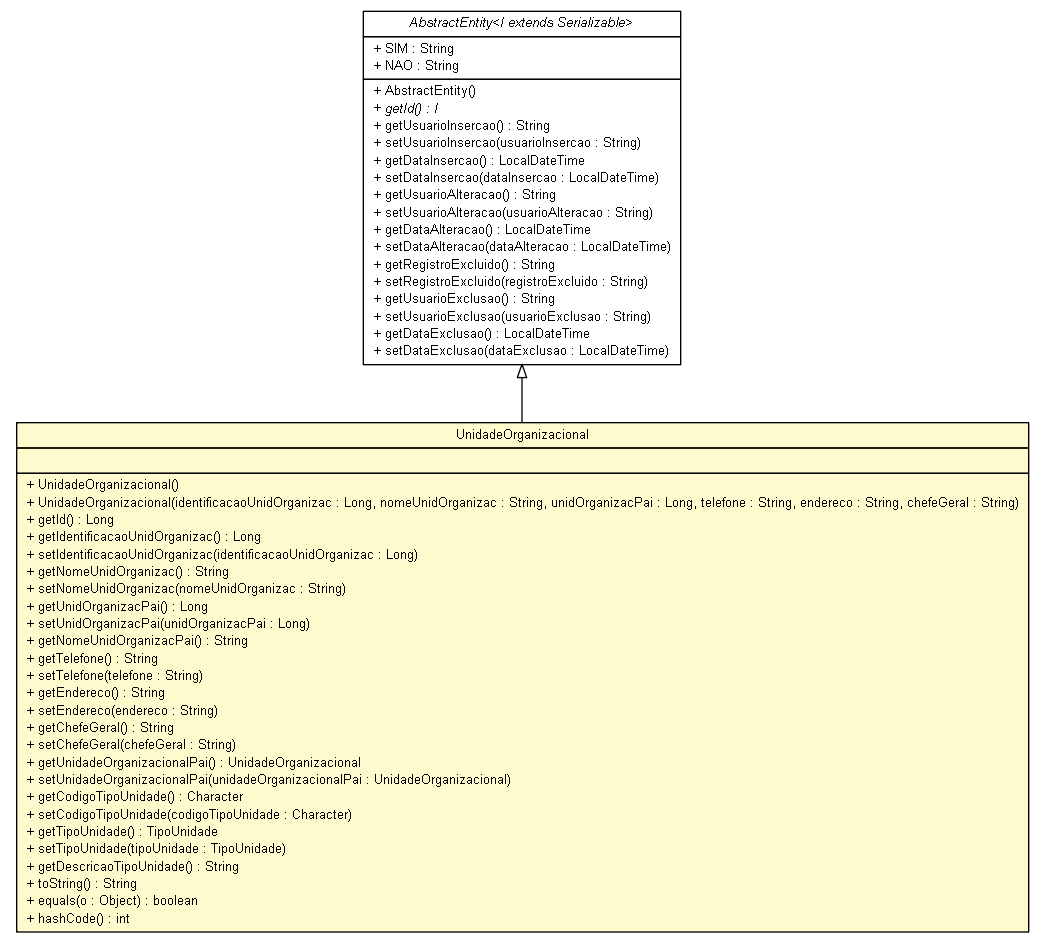 AbstractEntity<I extends Serializable>
+ SIM : String
+ NAO : String
+ AbstractEntity()
+ getId() : I
+ getUsuarioInsercao() : String
+ setUsuarioInsercao(usuarioInsercao : String)
+ getDataInsercao() : LocalDateTime
+ setDataInsercao(dataInsercao : LocalDateTime)
+ getUsuarioAlteracao() : String
+ setUsuarioAlteracao(usuarioAlteracao : String)
+ getDataAlteracao() : LocalDateTime
+ setDataAlteracao(dataAlteracao : LocalDateTime)
+ getRegistroExcluido() : String
+ setRegistroExcluido(registroExcluido : String)
+ getUsuarioExclusao() : String
+ setUsuarioExclusao(usuarioExclusao : String)
+ getDataExclusao() : LocalDateTime
+ setDataExclusao(dataExclusao : LocalDateTime)
UnidadeOrganizacional
+ UnidadeOrganizacional()
+ UnidadeOrganizacional(identificacaoUnidOrganizac : Long, nomeUnidOrganizac : String, unidOrganizacPai : Long, telefone : String, endereco : String, chefeGeral : String)
+ getId() : Long
+ getIdentificacaoUnidOrganizac() : Long
+ setIdentificacaoUnidOrganizac(identificacaoUnidOrganizac : Long)
+ getNomeUnidOrganizac() : String
+ setNomeUnidOrganizac(nomeUnidOrganizac : String)
+ getUnidOrganizacPai() : Long
+ setUnidOrganizacPai(unidOrganizacPai : Long)
+ getNomeUnidOrganizacPai() : String
+ getTelefone() : String
+ setTelefone(telefone : String)
+ getEndereco() : String
+ setEndereco(endereco : String)
+ getChefeGeral() : String
+ setChefeGeral(chefeGeral : String)
+ getUnidadeOrganizacionalPai() : UnidadeOrganizacional
+ setUnidadeOrganizacionalPai(unidadeOrganizacionalPai : UnidadeOrganizacional)
+ getCodigoTipoUnidade() : Character
+ setCodigoTipoUnidade(codigoTipoUnidade : Character)
+ getTipoUnidade() : TipoUnidade
+ setTipoUnidade(tipoUnidade : TipoUnidade)
+ getDescricaoTipoUnidade() : String
+ toString() : String
+ equals(o : Object) : boolean
+ hashCode() : int